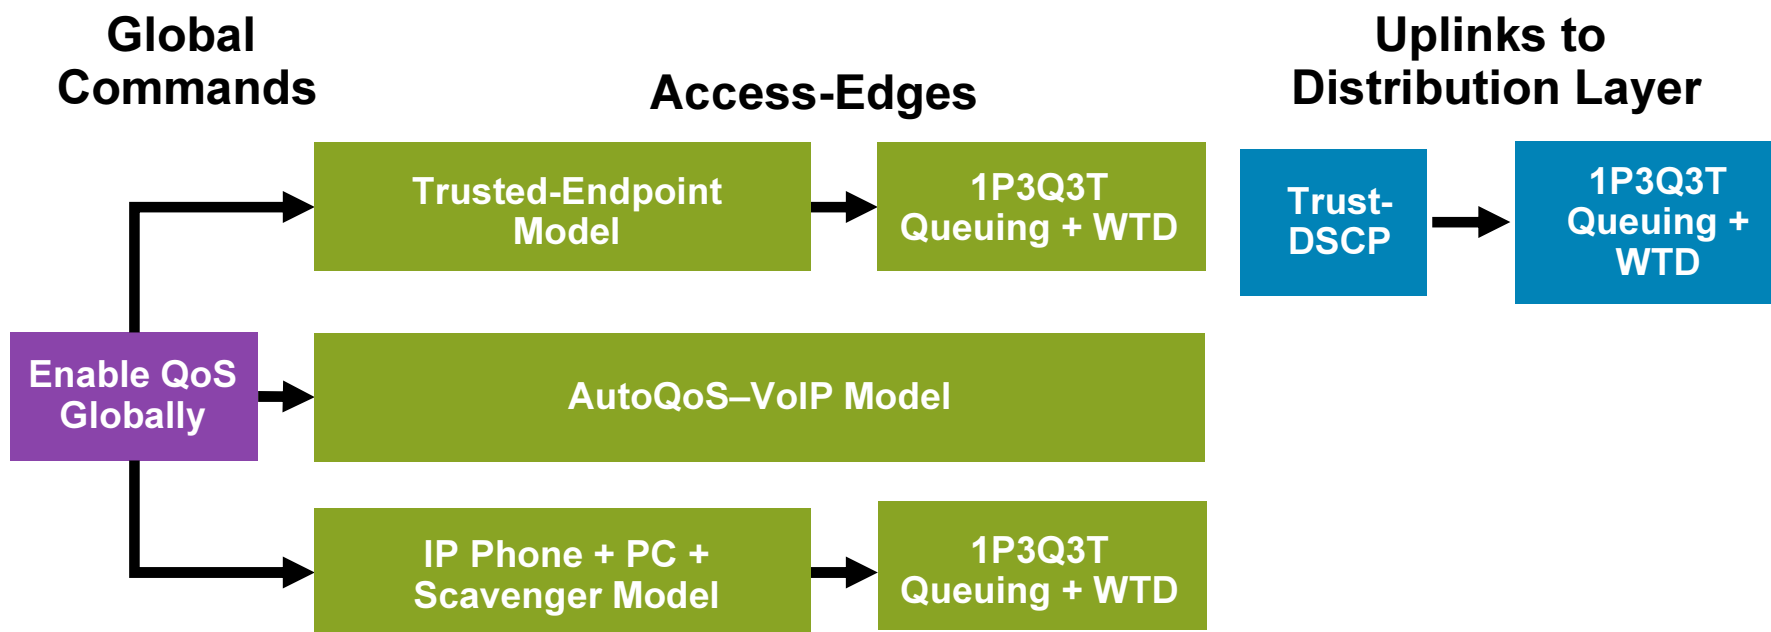 Global
Commands
Access-Edges
Uplinks to
Distribution Layer
Trusted-Endpoint
Model
1P3Q3T
Queuing + WTD
Trust-
DSCP
1P3Q3T
Queuing +
WTD
Enable QoS
Globally
AutoQoS–VoIP Model
IP Phone + PC +
Scavenger Model
1P3Q3T
Queuing + WTD